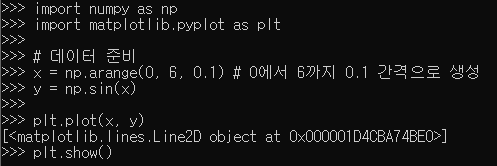 >>> import numpy as np
>>> import matplotlib.pyplot as plt
>>>
>>> # 데이터 준비
>>> x = np.arange(0, 6, 0.1) # 0에서 6까지 0.1 간격으로 생성
>>> y = np.sin(x)
>>>
>>> plt.plot(x, y)
[<matplotlib.lines.Line2D object at 0x000001D4CBA74BE0>]
>>> plt.show()